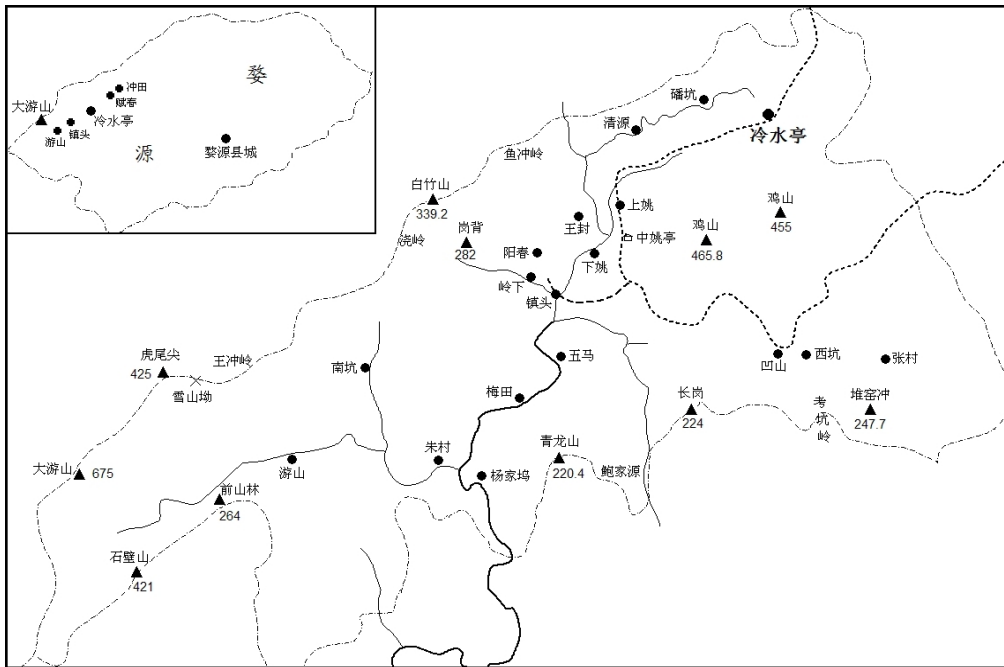 婺
源
大游山
冲田
赋春
冷水亭
镇头
游山
婺源县城
磻坑
清源
冷水亭
鱼冲岭
白竹山
339.2
浇岭
岗背
282
王封
上姚
中姚亭
鸡山
455
鸡山
465.8
阳春
下姚
岭下
镇头
虎尾尖
425
王冲岭
雪山坳
南坑
五马
凹山
西坑
张村
梅田
长岗
224
考坑岭
堆窑冲
247.7
大游山
675
游山
朱村
杨家坞
青龙山
220.4
鲍家源
前山林
264
石壁山
421